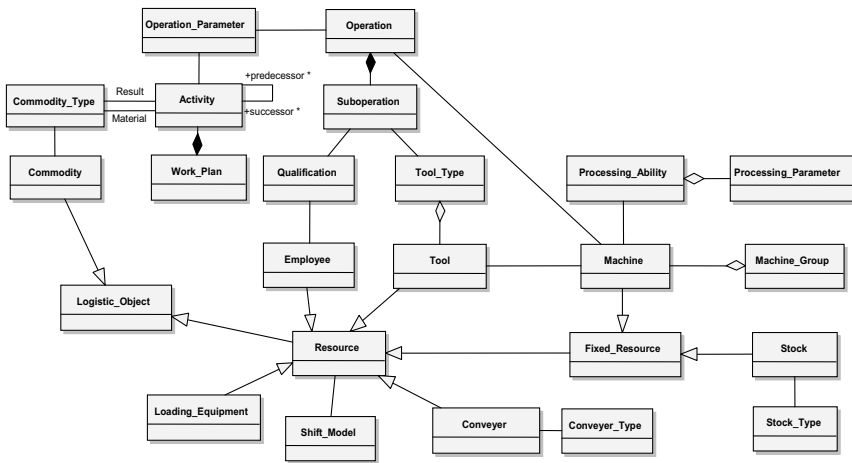 Operation_Parameter
Operation
+predecessor *
Result
Commodity_Type
Activity
Suboperation
Material
+successor *
Commodity
Work_Plan
Qualification
Tool_Type
Processing_Ability
Processing_Parameter
Employee
Tool
Machine
Machine_Group
Logistic_Object
Resource
Fixed_Resource
Stock
Loading_Equipment
Shift_Model
Conveyer
Conveyer_Type
Stock_Type